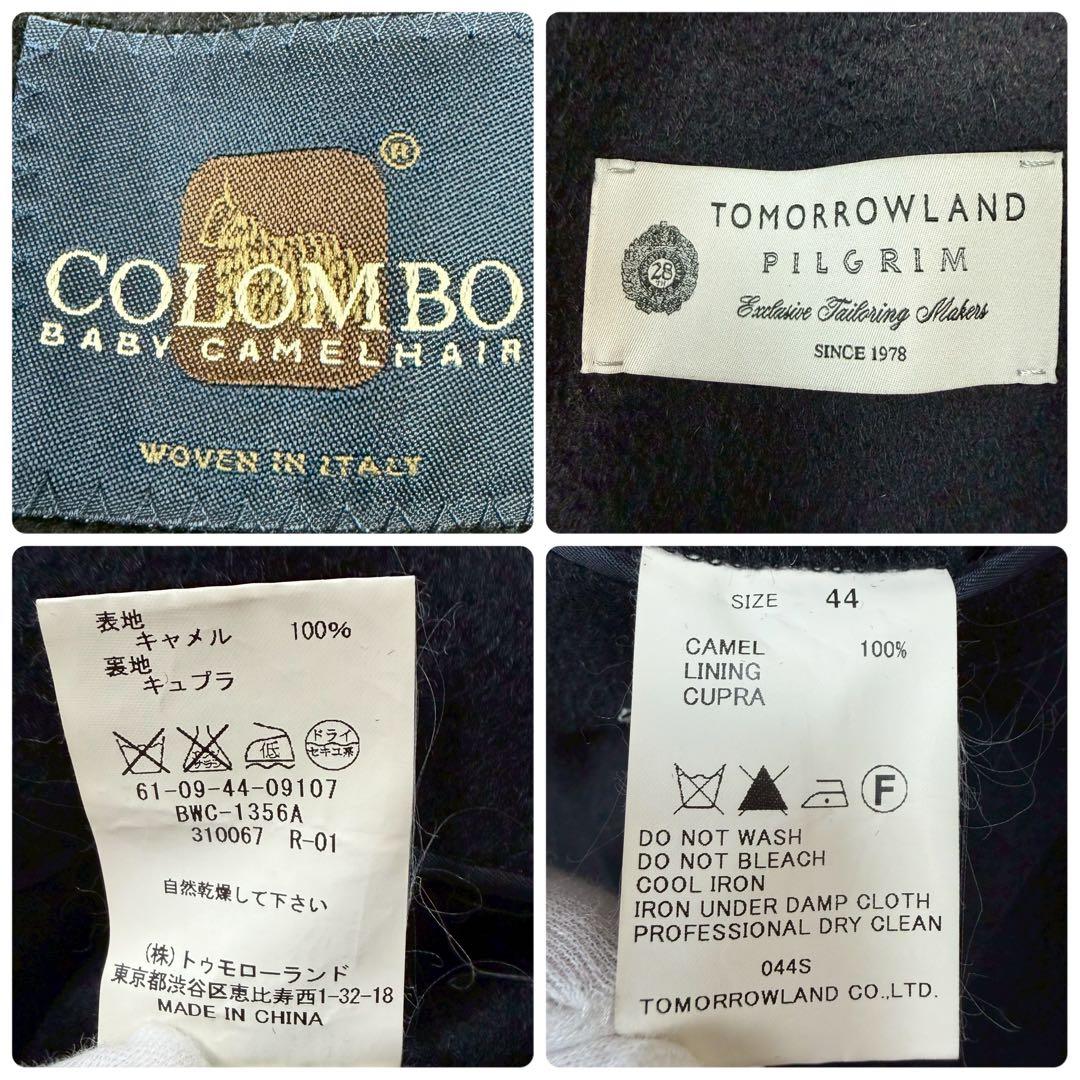 ®
COLOMBO
BABY CAMELHAIR
WOVEN IN ITALY
TOMORROWLAND
PILGRIM
28
Exclusive Tailoring Makers
SINCE 1978
表地
キャメル 100%
裏地
キュプラ
低
ドライ
セキユ系
61-09-44-09107
BWC-1356A
310067 R-01
自然乾燥して下さい
(株)トゥモローランド
東京都渋谷区恵比寿西1-32-18
MADE IN CHINA
SIZE 44
CAMEL 100%
LINING
CUPRA
F
DO NOT WASH
DO NOT BLEACH
COOL IRON
IRON UNDER DAMP CLOTH
PROFESSIONAL DRY CLEAN
044S
TOMORROWLAND CO.,LTD.